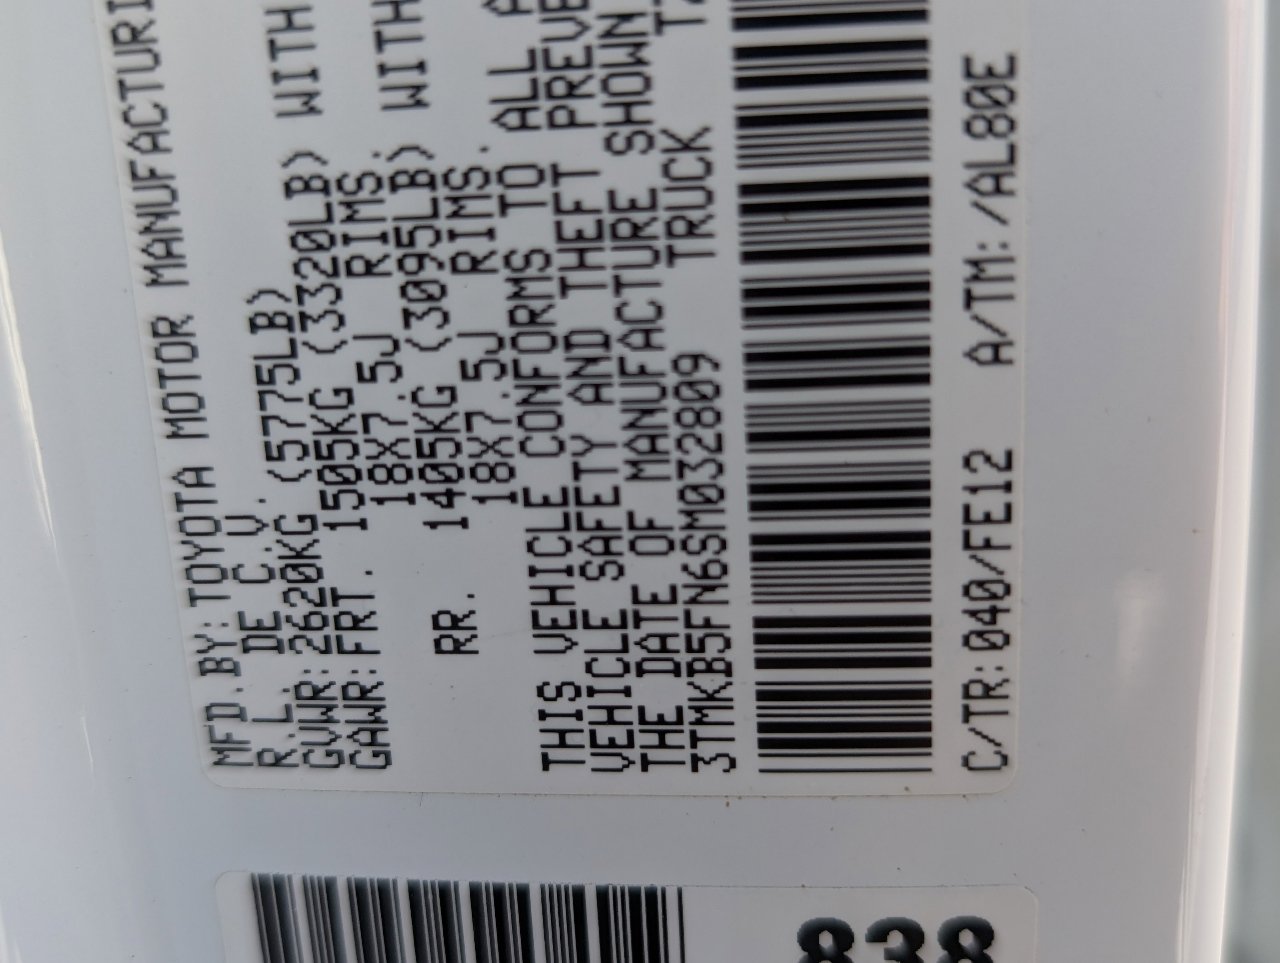 MFD.BY:TOYOTA MOTOR MANUFACTURI
R.L. DE C.V.
GVWR:2620KG (5775LB)
GAWR:FRT. 1505KG (3320LB) WITH
18X7.5J RIMS.
RR. 1405KG (3095LB) WITH
18X7.5J RIMS.
THIS VEHICLE CONFORMS TO ALL A
VEHICLE SAFETY AND THEFT PREVE
THE DATE OF MANUFACTURE SHOWN
3TMKB5FN6SM032809 TRUCK
C/TR:040/FE12 A/TM:/AL80E
838